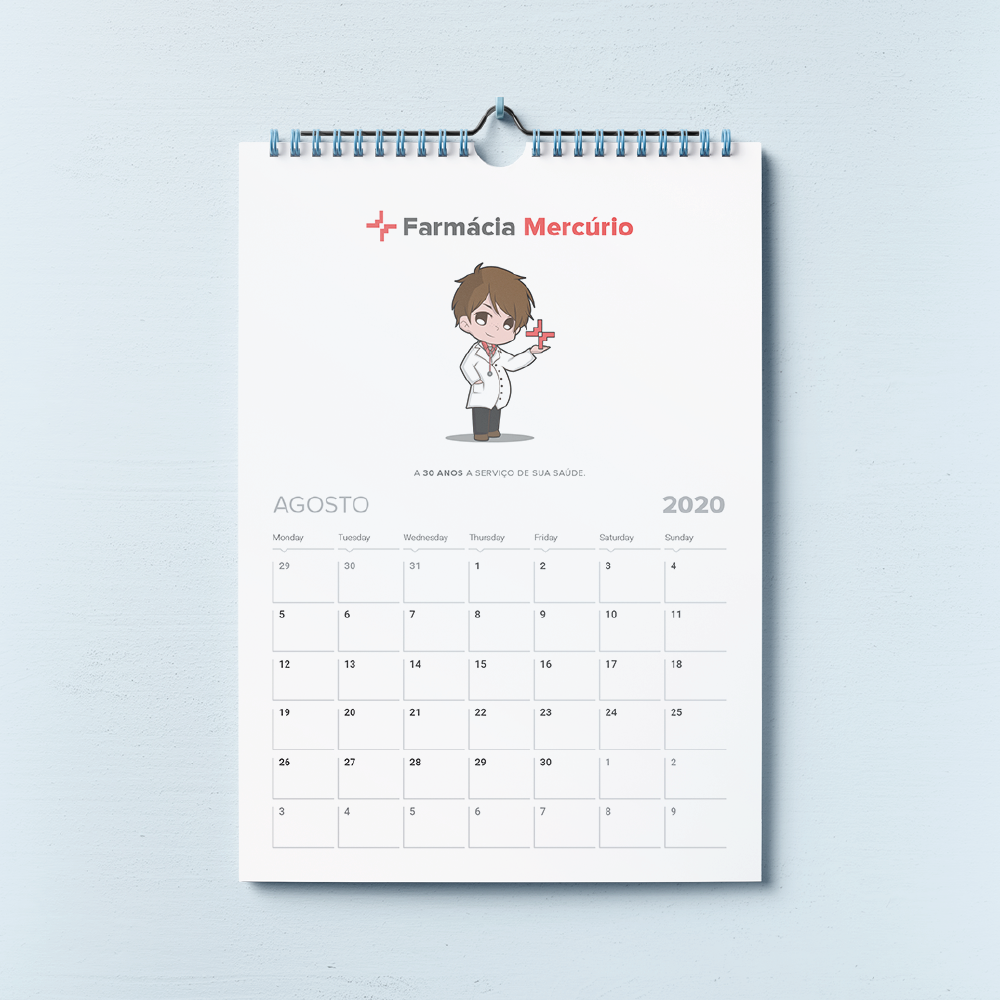 Farmácia Mercúrio
A 30 ANOS A SERVIÇO DE SUA SAÚDE.
AGOSTO 2020
Monday Tuesday Wednesday Thursday Friday Saturday Sunday
29 30 31 1 2 3 4
5 6 7 8 9 10 11
12 13 14 15 16 17 18
19 20 21 22 23 24 25
26 27 28 29 30 1 2
3 4 5 6 7 8 9